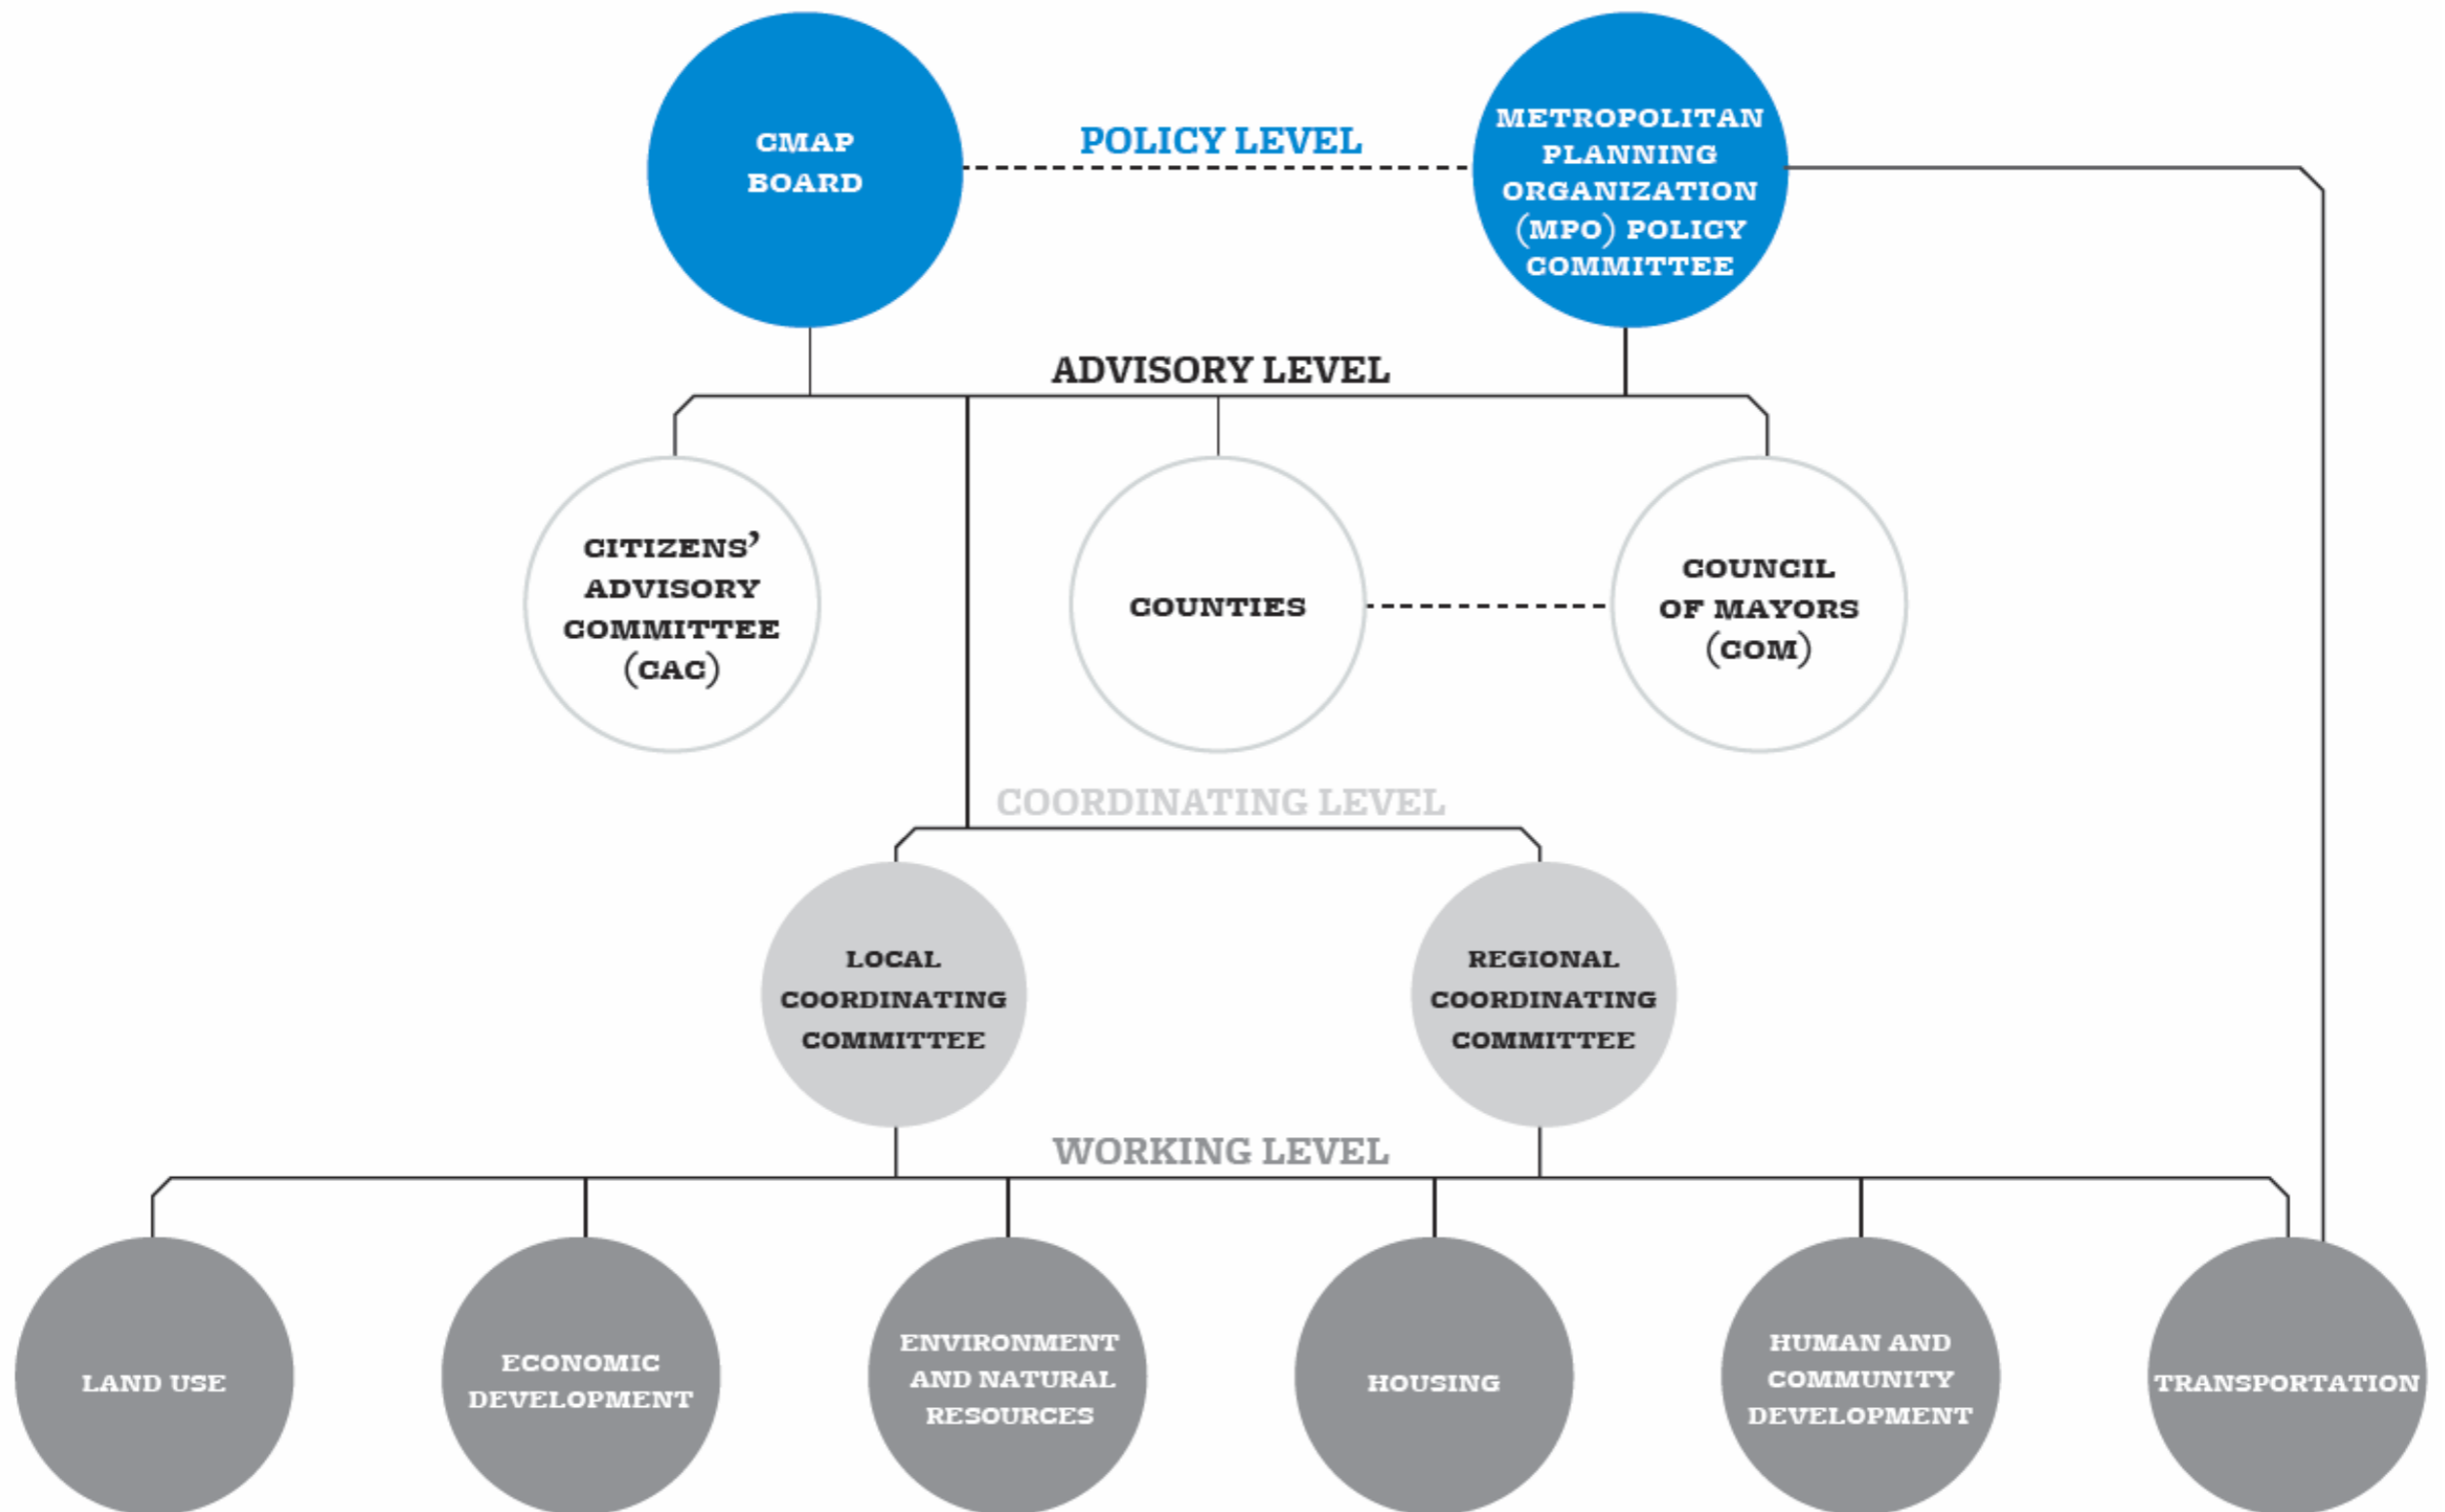 CMAP
BOARD
POLICY LEVEL
METROPOLITAN
PLANNING
ORGANIZATION
(MPO) POLICY
COMMITTEE
ADVISORY LEVEL
CITIZENS’
ADVISORY
COMMITTEE
(CAC)
COUNTIES
COUNCIL
OF MAYORS
(COM)
COORDINATING LEVEL
LOCAL
COORDINATING
COMMITTEE
REGIONAL
COORDINATING
COMMITTEE
WORKING LEVEL
LAND USE
ECONOMIC
DEVELOPMENT
ENVIRONMENT
AND NATURAL
RESOURCES
HOUSING
HUMAN AND
COMMUNITY
DEVELOPMENT
TRANSPORTATION